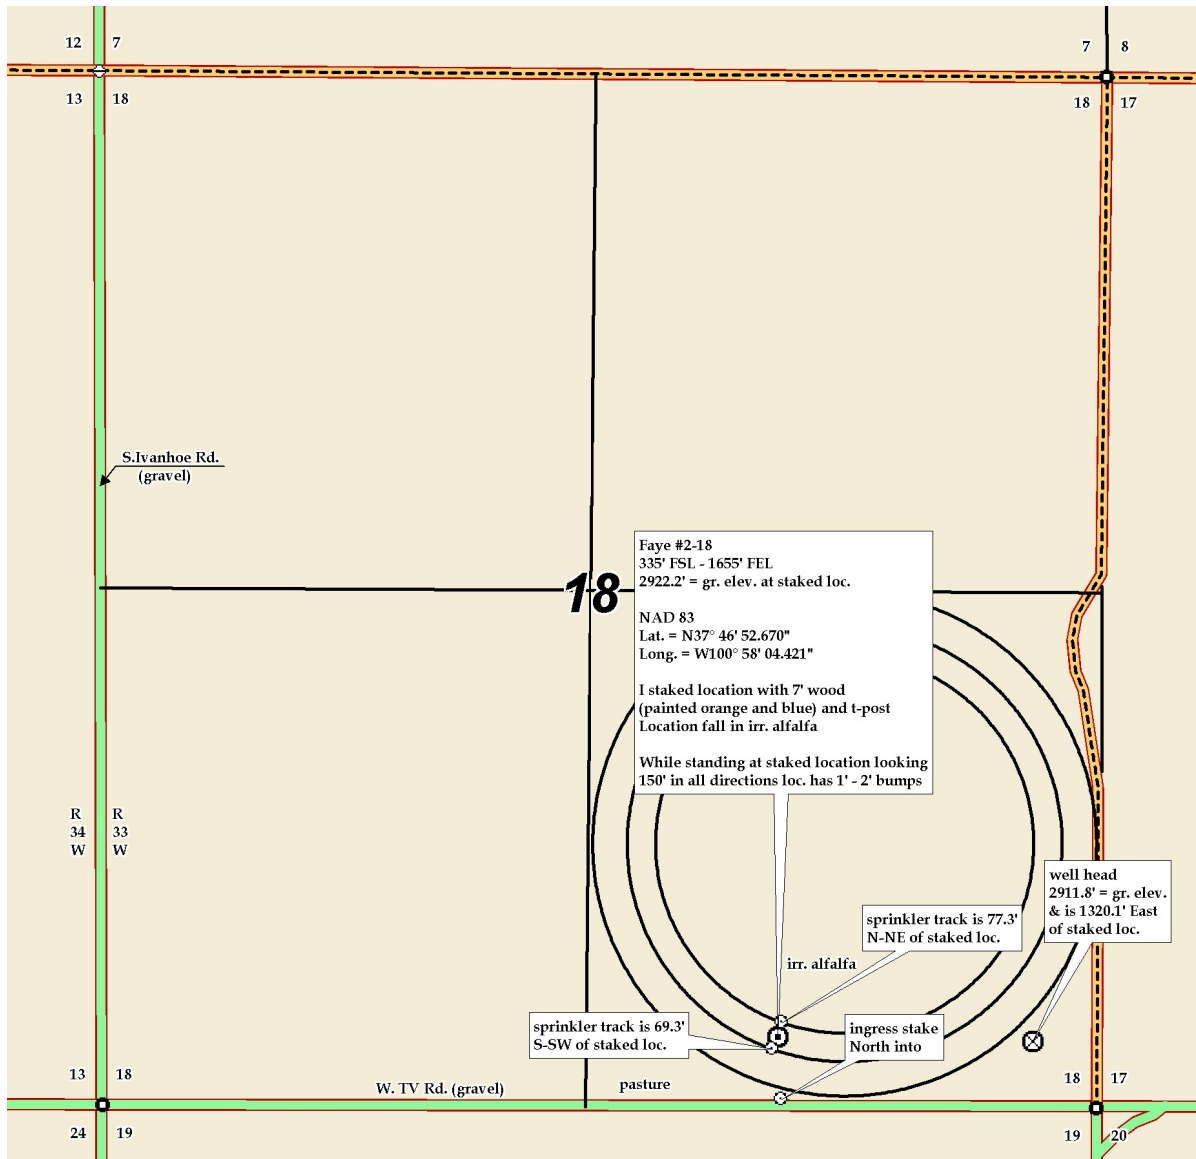 12 7
7 8
13 18
18 17
S.Ivanhoe Rd.
(gravel)
18
Faye #2-18
335' FSL - 1655' FEL
2922.2' = gr. elev. at staked loc.
NAD 83
Lat. = N37° 46' 52.670"
Long. = W100° 58' 04.421"
I staked location with 7' wood
(painted orange and blue) and t-post
Location fall in irr. alfalfa
While standing at staked location looking
150' in all directions loc. has 1' - 2' bumps
R R
34 33
W W
well head
2911.8' = gr. elev.
& is 1320.1' East
of staked loc.
sprinkler track is 77.3'
N-NE of staked loc.
irr. alfalfa
sprinkler track is 69.3'
S-SW of staked loc.
ingress stake
North into
13 18
W. TV Rd. (gravel)
pasture
18 17
24 19
19 20